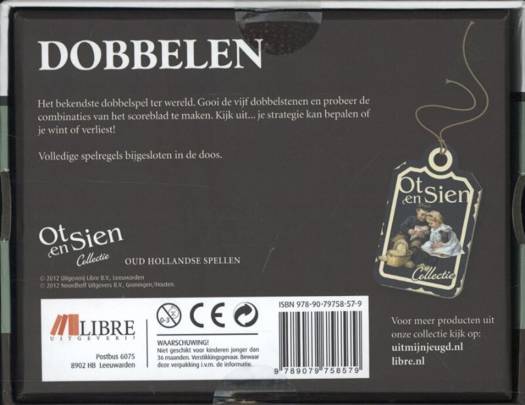 DOBBELEN
Het bekendste dobbelspel ter wereld. Gooi de vijf dobbelstenen en probeer de
combinaties van het scoreblad te maken. Kijk uit... je strategie kan bepalen of
je wint of verliest!
Volledige spelregels bijgesloten in de doos.
Ot
en Sien
Collectie
OUD HOLLANDSE SPELLEN
© 2012 Uitgeverij Libre B.V., Leeuwarden
© 2012 Noordhoff Uitgevers B.V., Groningen/Houten.
Ot
en Sien
Collectie
LIBRE
UITGEVERIJ
Postbus 6075
8902 HB Leeuwarden
0-3
CE
WAARSCHUWING!
Niet geschikt voor kinderen jonger dan
36 maanden. Verstikkingsgevaar. Bewaar
deze verpakking i.v.m. de informatie.
ISBN 978-90-79758-57-9
9 789079 758579
Voor meer producten uit
onze collectie kijk op:
uitmijnjeugd.nl
libre.nl